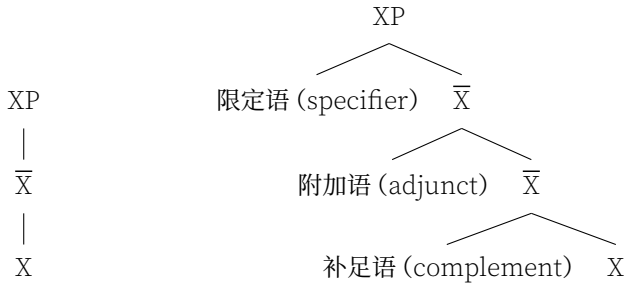 XP
XP
限定语 (specifier) X̅
X̅
附加语 (adjunct) X̅
X
补足语 (complement) X